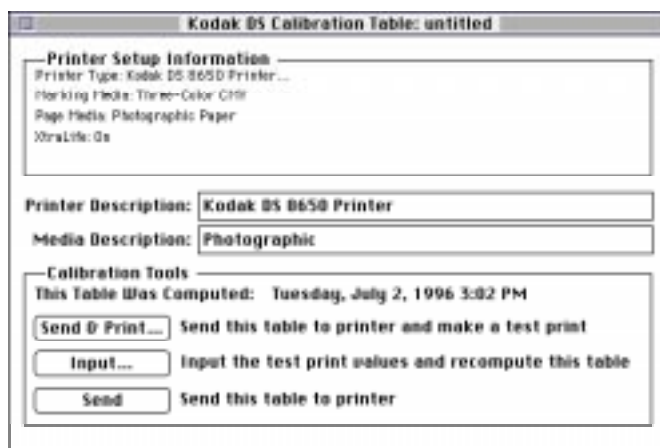 Kodak DS Calibration Table: untitled
Printer Setup Information
Printer Type: Kodak DS 8650 Printer...
Marking Media: Three-Color CMY
Page Media: Photographic Paper
XtraLife: On
Printer Description: Kodak DS 8650 Printer
Media Description: Photographic
Calibration Tools
This Table Was Computed: Tuesday, July 2, 1996 3:02 PM
Send & Print... Send this table to printer and make a test print
Input... Input the test print values and recompute this table
Send Send this table to printer